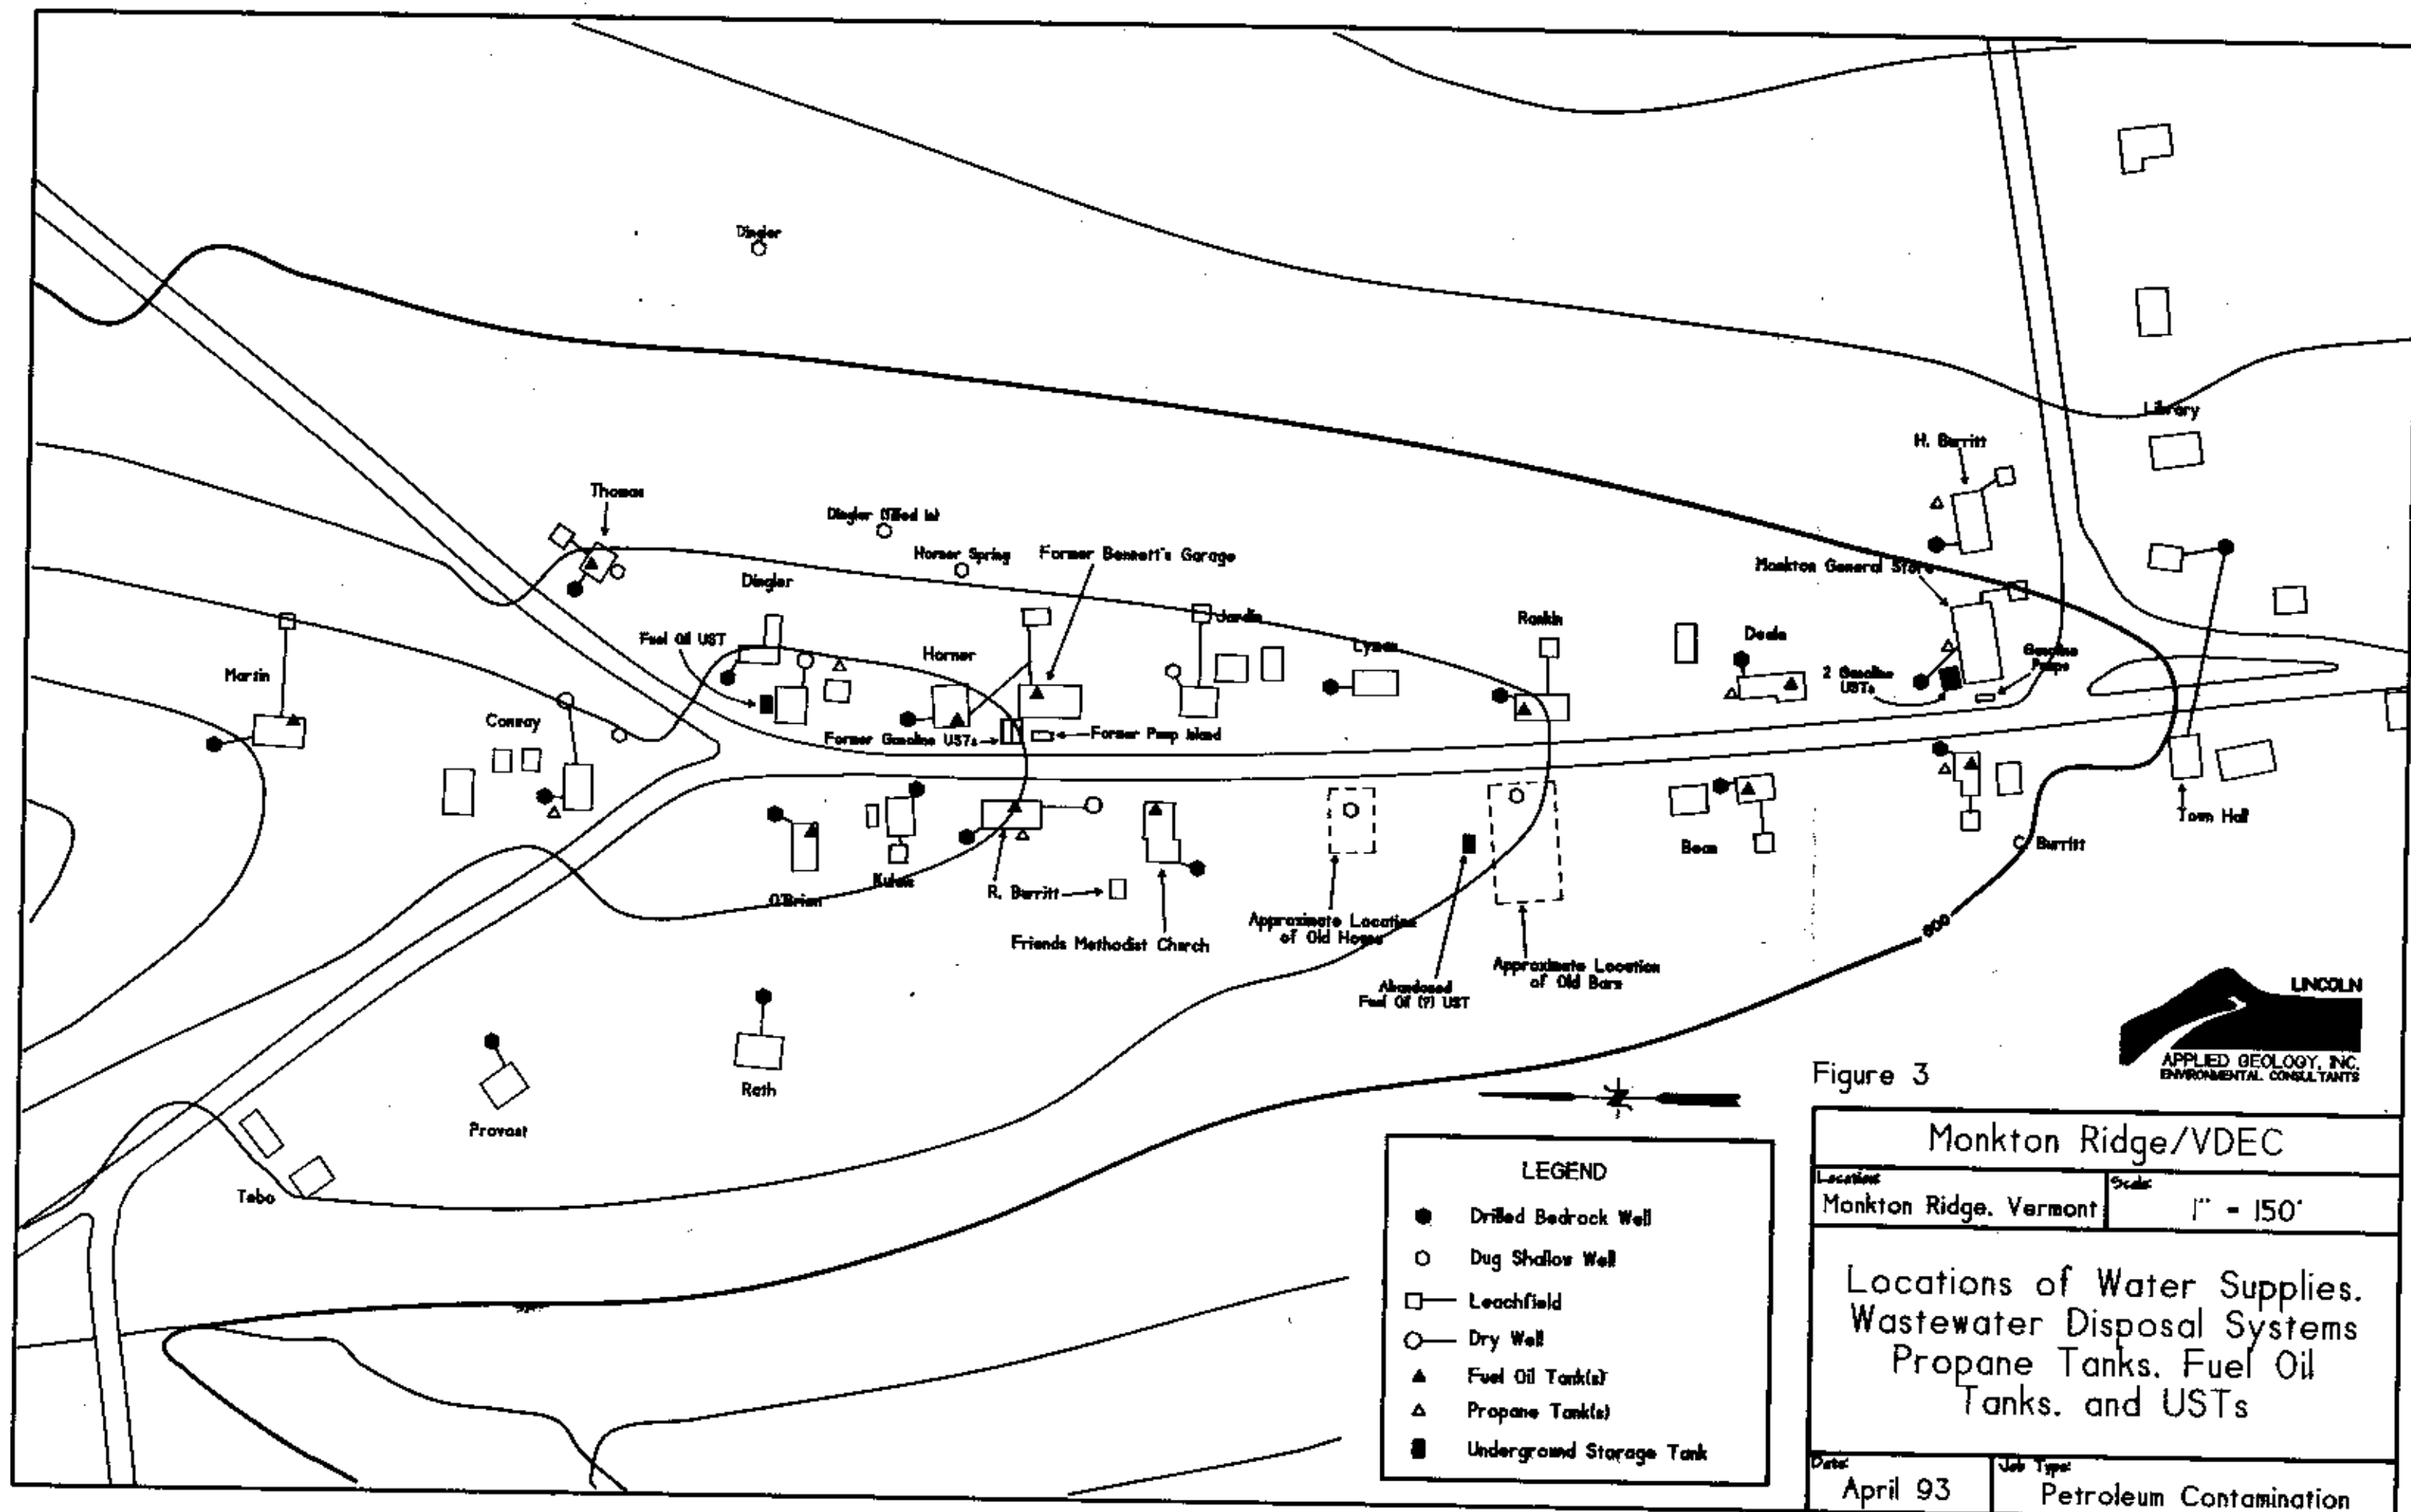 Dingler
Library
H. Burritt
Thomas
Dingler (filled in)
Horner Spring
Former Bennett's Garage
Monkton General Store
Dingler
Jardin
Rankin
Deale
Fuel Oil UST
Horner
Lyman
Gasoline
Pumps
2 Gasoline
USTs
Martin
Conway
Former Gasoline USTs
Former Pump Island
Town Hall
C. Burritt
Bean
Kulak
O'Brien
R. Burritt
Approximate Location
of Old House
Friends Methodist Church
600
Approximate Location
of Old Barn
Abandoned
Fuel Oil (?) UST
LINCOLN
APPLIED GEOLOGY, INC.
ENVIRONMENTAL CONSULTANTS
Rath
Provost
Tebo
Figure 3
Monkton Ridge/VDEC
Location:
Monkton Ridge, Vermont
Scale:
1" = 150'
Locations of Water Supplies,
Wastewater Disposal Systems
Propane Tanks, Fuel Oil
Tanks, and USTs
Date:
April 93
Job Type:
Petroleum Contamination
LEGEND
Drilled Bedrock Well
Dug Shallow Well
Leachfield
Dry Well
Fuel Oil Tank(s)
Propane Tank(s)
Underground Storage Tank